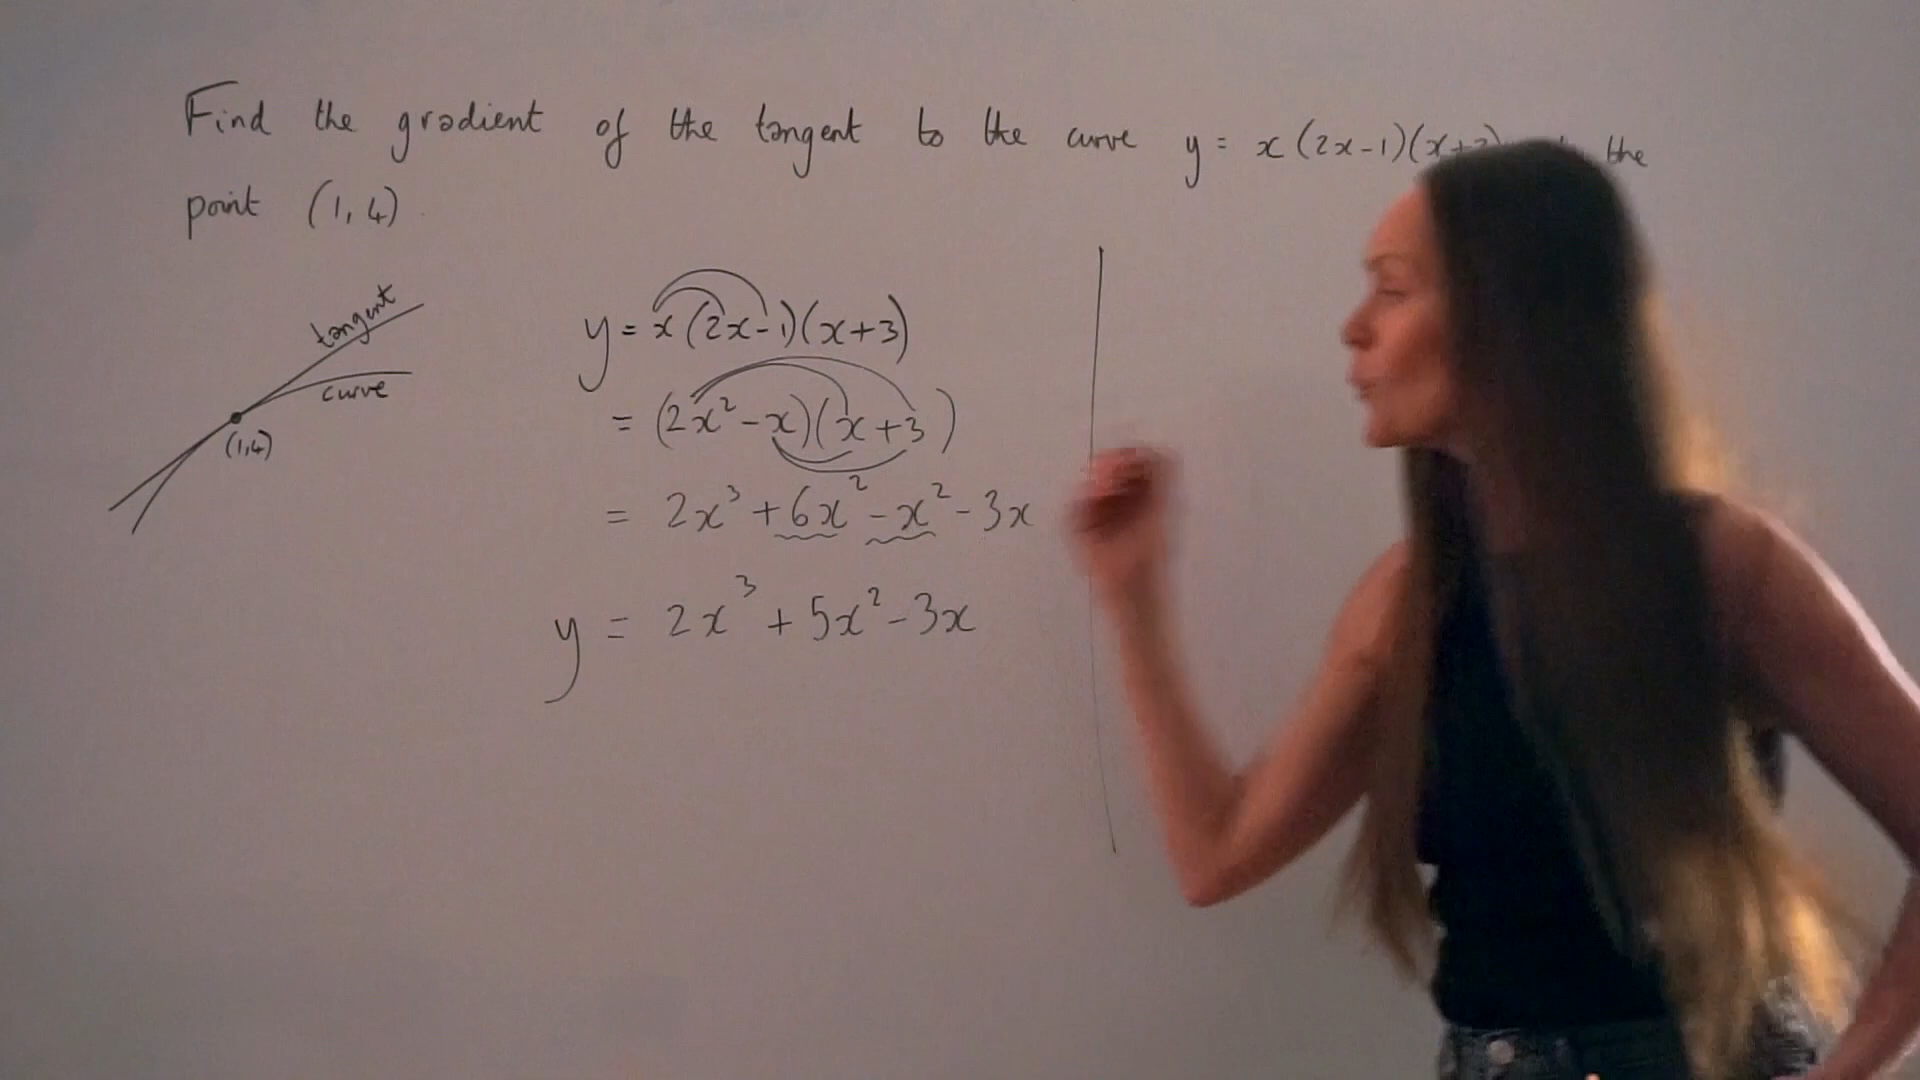 Find the gradient of the tangent to the curve y = x(2x-1)(x+3) the
point (1,4)
tangent
curve
(1,4)
y = x(2x-1)(x+3)
= (2x²-x)(x+3)
= 2x³+6x²-x²-3x
y = 2x³+5x²-3x